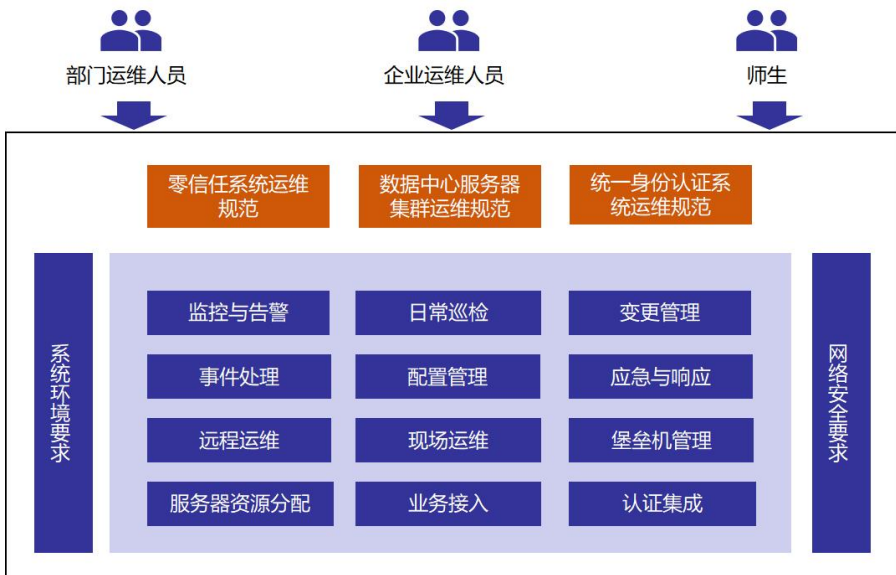 部门运维人员
企业运维人员
师生
零信任系统运维
规范
数据中心服务器
集群运维规范
统一身份认证系
统运维规范
系统环境要求
监控与告警
日常巡检
变更管理
事件处理
配置管理
应急与响应
远程运维
现场运维
堡垒机管理
服务器资源分配
业务接入
认证集成
网络安全要求